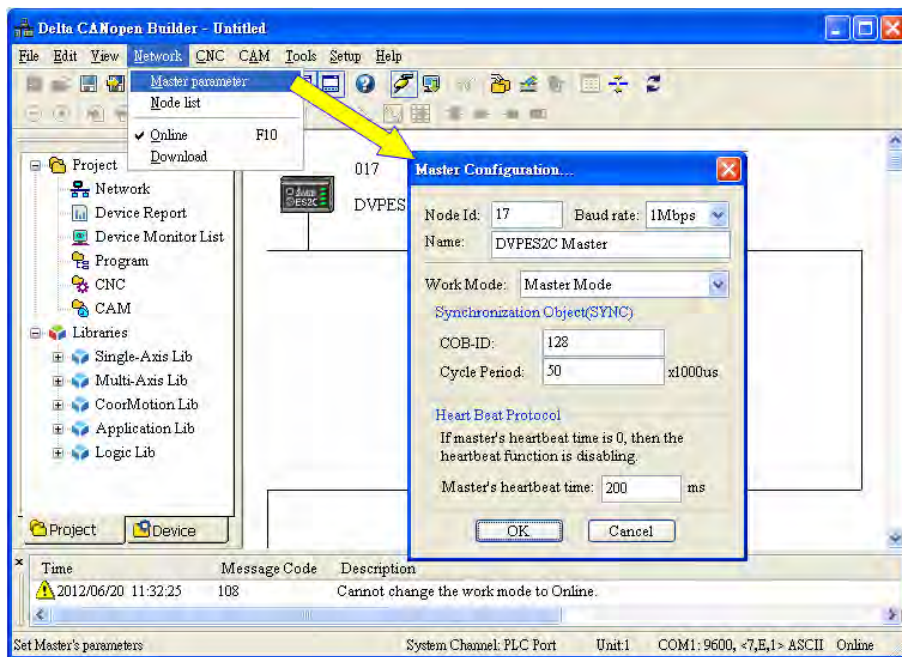 Delta CANopen Builder - Untitled
File Edit View Network CNC CAM Tools Setup Help
Master parameter
Node list
Online F10
Download
Project
Network
Device Report
Device Monitor List
Program
CNC
CAM
Libraries
Single-Axis Lib
Multi-Axis Lib
CoorMotion Lib
Application Lib
Logic Lib
Project Device
017
DVPES
Master Configuration...
Node Id: 17 Baud rate: 1Mbps
Name: DVPES2C Master
Work Mode: Master Mode
Synchronization Object(SYNC)
COB-ID: 128
Cycle Period: 50 x1000us
Heart Beat Protocol
If master's heartbeat time is 0, then the
heartbeat function is disabling.
Master's heartbeat time: 200 ms
OK Cancel
Time Message Code Description
2012/06/20 11:32:25 108 Cannot change the work mode to Online.
Set Master's parameters System Channel: PLC Port Unit:1 COM1: 9600, <7,E,1> ASCII Online